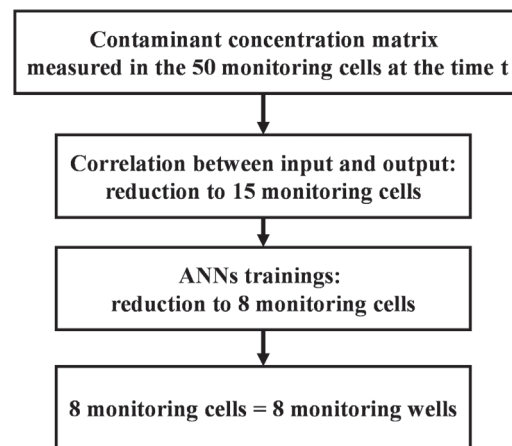 Contaminant concentration matrix
measured in the 50 monitoring cells at the time t
Correlation between input and output:
reduction to 15 monitoring cells
ANNs trainings:
reduction to 8 monitoring cells
8 monitoring cells = 8 monitoring wells